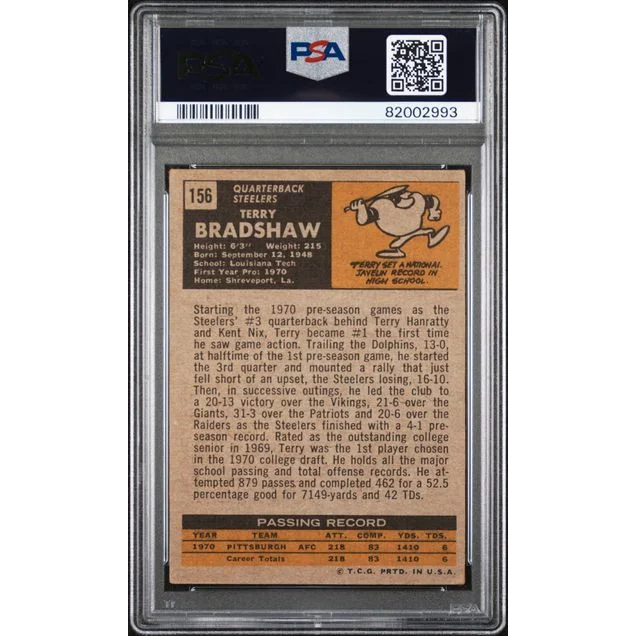 PSA
PSA
82002993
156
QUARTERBACK
STEELERS
TERRY
BRADSHAW
Height: 6'3" Weight: 215
Born: September 12, 1948
School: Louisiana Tech
First Year Pro: 1970
Home: Shreveport, La.
TERRY SET A NATIONAL
JAVELIN RECORD IN
HIGH SCHOOL.
Starting the 1970 pre-season games as the
Steelers' #3 quarterback behind Terry Hanratty
and Kent Nix, Terry became #1 the first time
he saw game action. Trailing the Dolphins, 13-0,
at halftime of the 1st pre-season game, he started
the 3rd quarter and mounted a rally that just
fell short of an upset, the Steelers losing, 16-10.
Then, in successive outings, he led the club to
a 20-13 victory over the Vikings, 21-6 over the
Giants, 31-3 over the Patriots and 20-6 over the
Raiders as the Steelers finished with a 4-1 pre-
season record. Rated as the outstanding college
senior in 1969, Terry was the 1st player chosen
in the 1970 college draft. He holds all the major
school passing and total offense records. He at-
tempted 879 passes and completed 462 for a 52.5
percentage good for 7149-yards and 42 TDs.
PASSING RECORD
YEAR TEAM ATT. COMP. YDS. TDS.
1970 PITTSBURGH AFC 218 83 1410 6
Career Totals 218 83 1410 6
© T.C.G. PRTD. IN U.S.A.
PSA